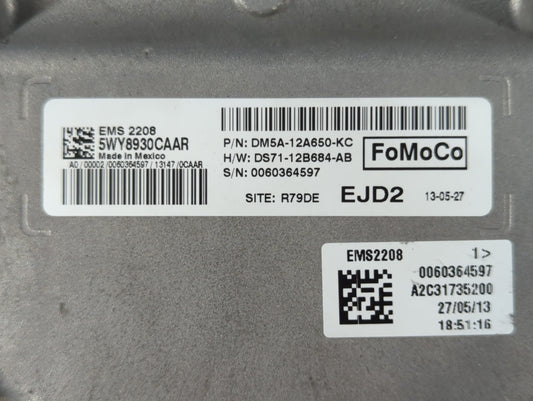 EMS 2208
5WY8930CAAR
Made in Mexico
A0 / 00002 / 0060364597 / 13147 / 0CAAR
P/N: DM5A-12A650-KC
H/W: DS71-12B684-AB
S/N: 0060364597
FoMoCo
SITE: R79DE EJD2 13-05-27
EMS2208 1>
0060364597
A2C31735200
27/05/13
18:51:16